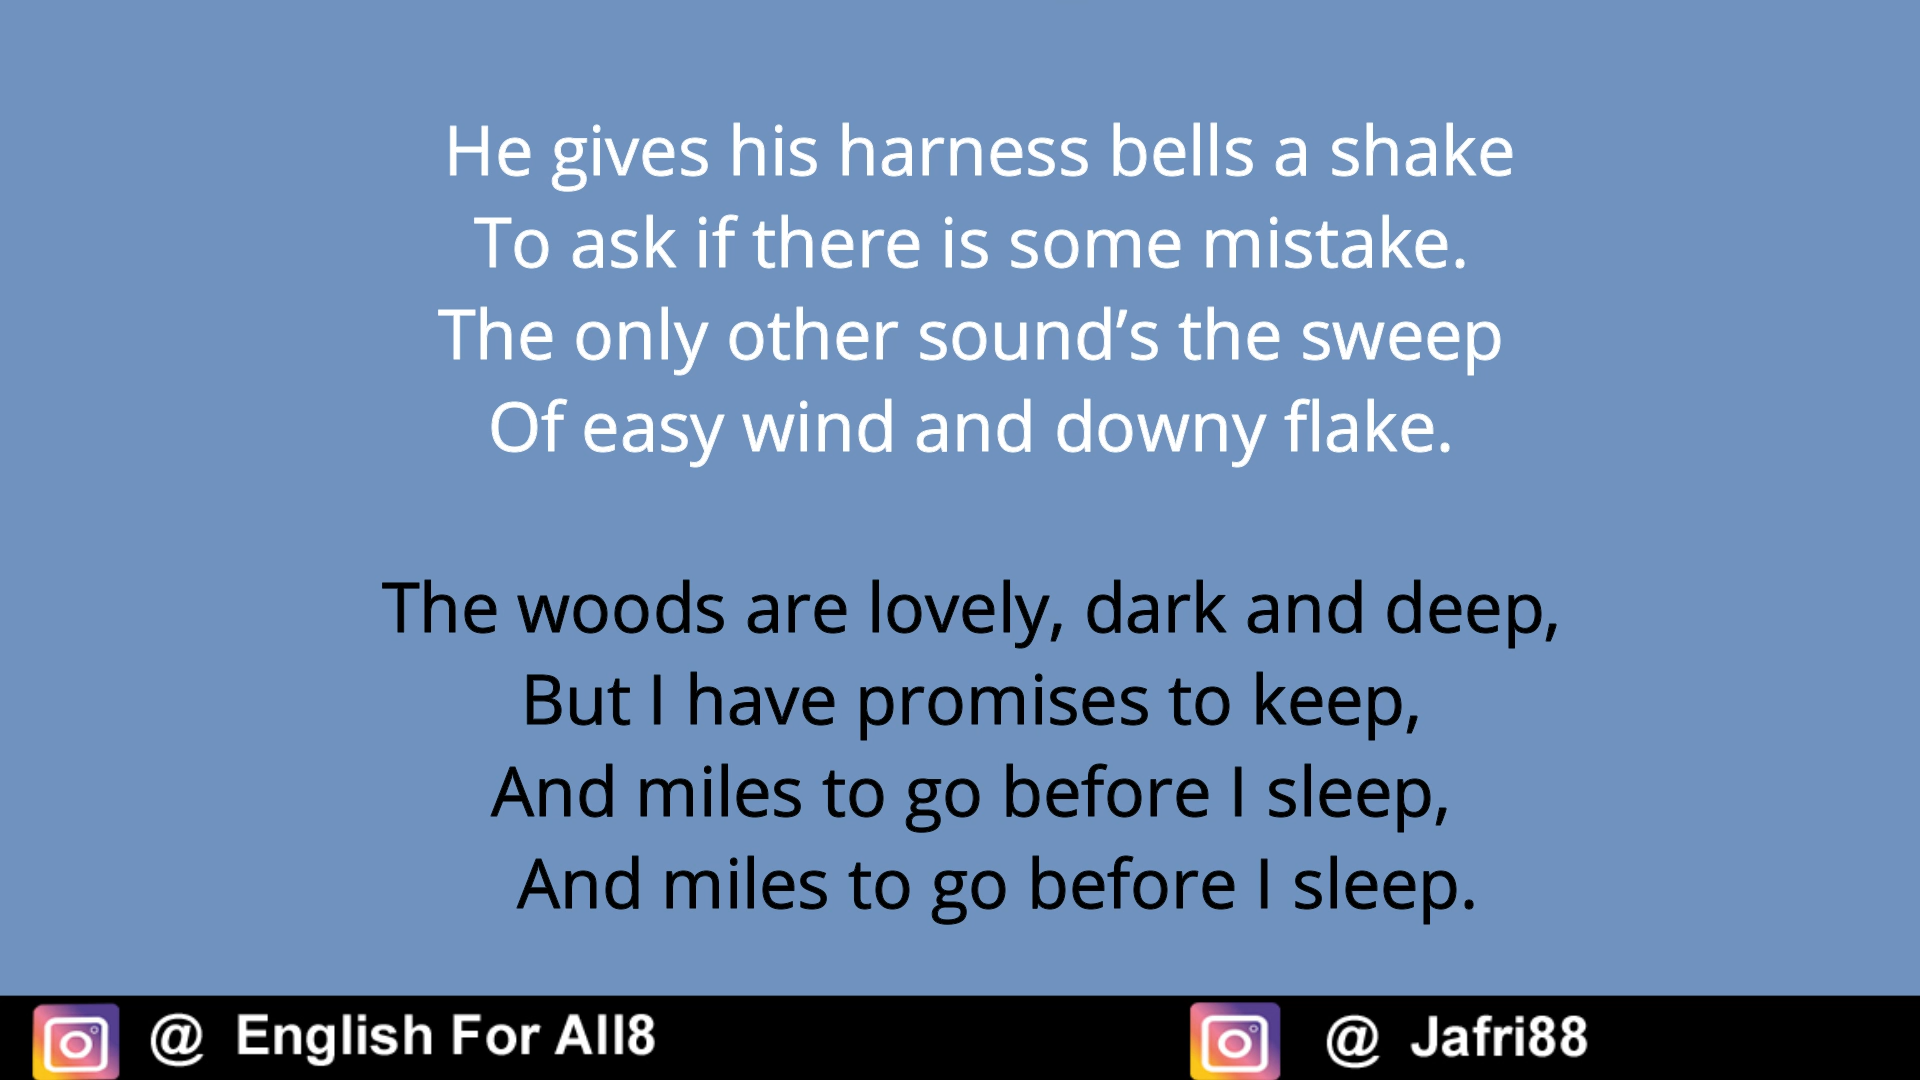 He gives his harness bells a shake
To ask if there is some mistake.
The only other sound’s the sweep
Of easy wind and downy flake.
The woods are lovely, dark and deep,
But I have promises to keep,
And miles to go before I sleep,
And miles to go before I sleep.
@ English For All8
@ Jafri88